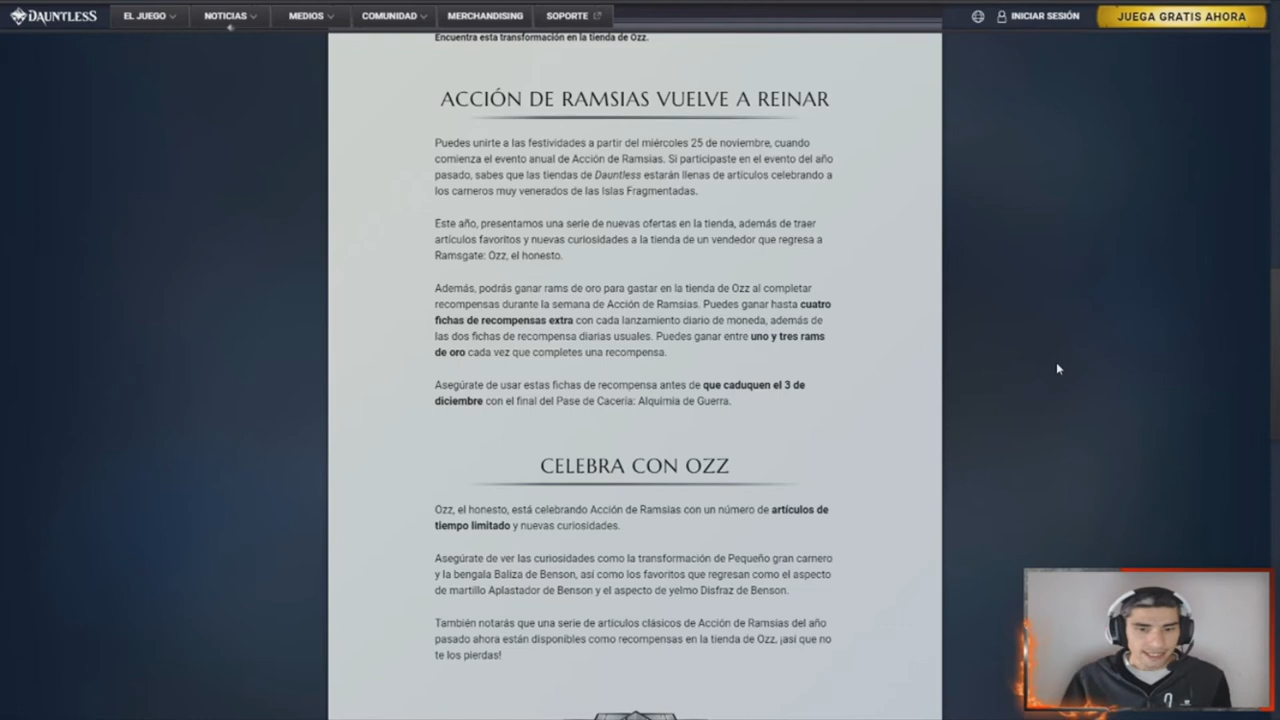 DAUNTLESS
EL JUEGO
NOTICIAS
MEDIOS
COMUNIDAD
MERCHANDISING
SOPORTE
INICIAR SESIÓN
JUEGA GRATIS AHORA
Encuentra esta transformación en la tienda de Ozz.
ACCIÓN DE RAMSIAS VUELVE A REINAR
Puedes unirte a las festividades a partir del miércoles 25 de noviembre, cuando
comienza el evento anual de Acción de Ramsias. Si participaste en el evento del año
pasado, sabes que las tiendas de Dauntless estarán llenas de artículos celebrando a
los carneros muy venerados de las Islas Fragmentadas.
Este año, presentamos una serie de nuevas ofertas en la tienda, además de traer
artículos favoritos y nuevas curiosidades a la tienda de un vendedor que regresa a
Ramsgate: Ozz, el honesto.
Además, podrás ganar rams de oro para gastar en la tienda de Ozz al completar
recompensas durante la semana de Acción de Ramsias. Puedes ganar hasta cuatro
fichas de recompensas extra con cada lanzamiento diario de moneda, además de
las dos fichas de recompensa diarias usuales. Puedes ganar entre uno y tres rams
de oro cada vez que completes una recompensa.
Asegúrate de usar estas fichas de recompensa antes de que caduquen el 3 de
diciembre con el final del Pase de Cacería: Alquimia de Guerra.
CELEBRA CON OZZ
Ozz, el honesto, está celebrando Acción de Ramsias con un número de artículos de
tiempo limitado y nuevas curiosidades.
Asegúrate de ver las curiosidades como la transformación de Pequeño gran carnero
y la bengala Baliza de Benson, así como los favoritos que regresan como el aspecto
de martillo Aplastador de Benson y el aspecto de yelmo Disfraz de Benson.
También notarás que una serie de artículos clásicos de Acción de Ramsias del año
pasado ahora están disponibles como recompensas en la tienda de Ozz, ¡así que no
te los pierdas!